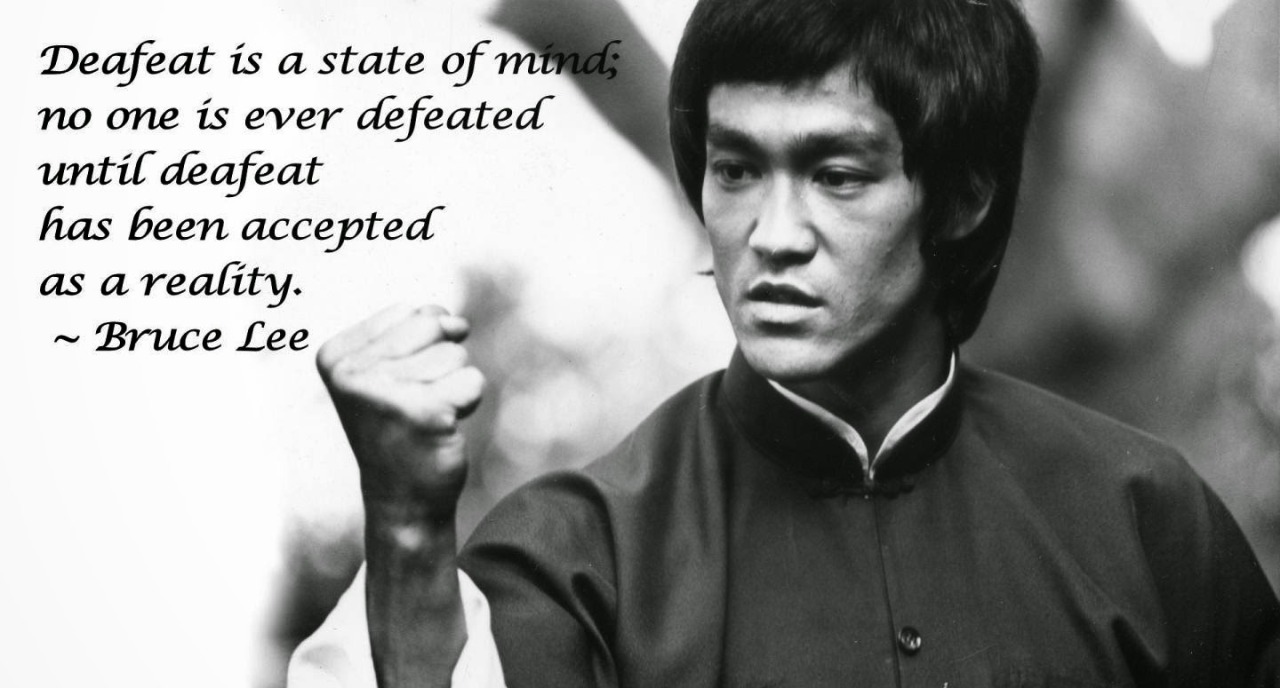 Deafeat is a state of mind;
no one is ever defeated
until deafeat
has been accepted
as a reality.
~ Bruce Lee